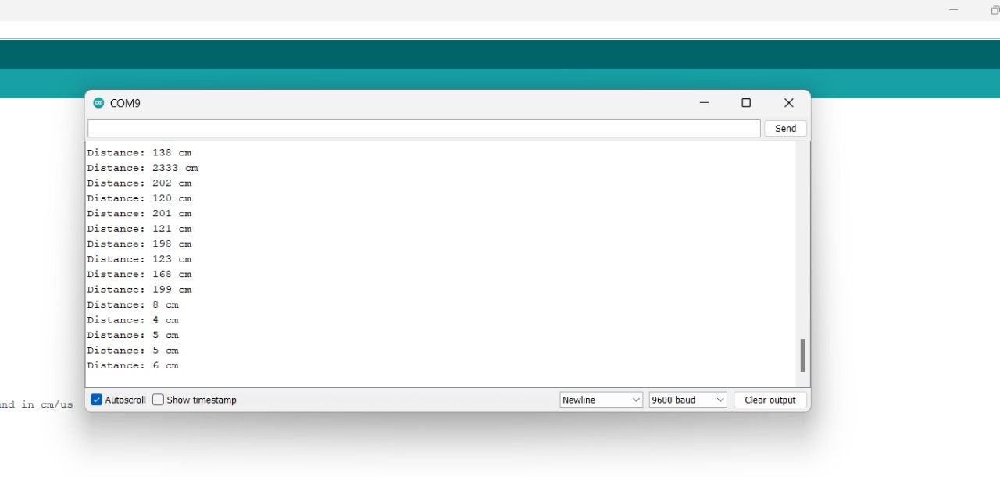 COM9
Send
Distance: 138 cm
Distance: 2333 cm
Distance: 202 cm
Distance: 120 cm
Distance: 201 cm
Distance: 121 cm
Distance: 198 cm
Distance: 123 cm
Distance: 168 cm
Distance: 199 cm
Distance: 8 cm
Distance: 4 cm
Distance: 5 cm
Distance: 5 cm
Distance: 6 cm
Autoscroll Show timestamp Newline 9600 baud Clear output
in cm/us